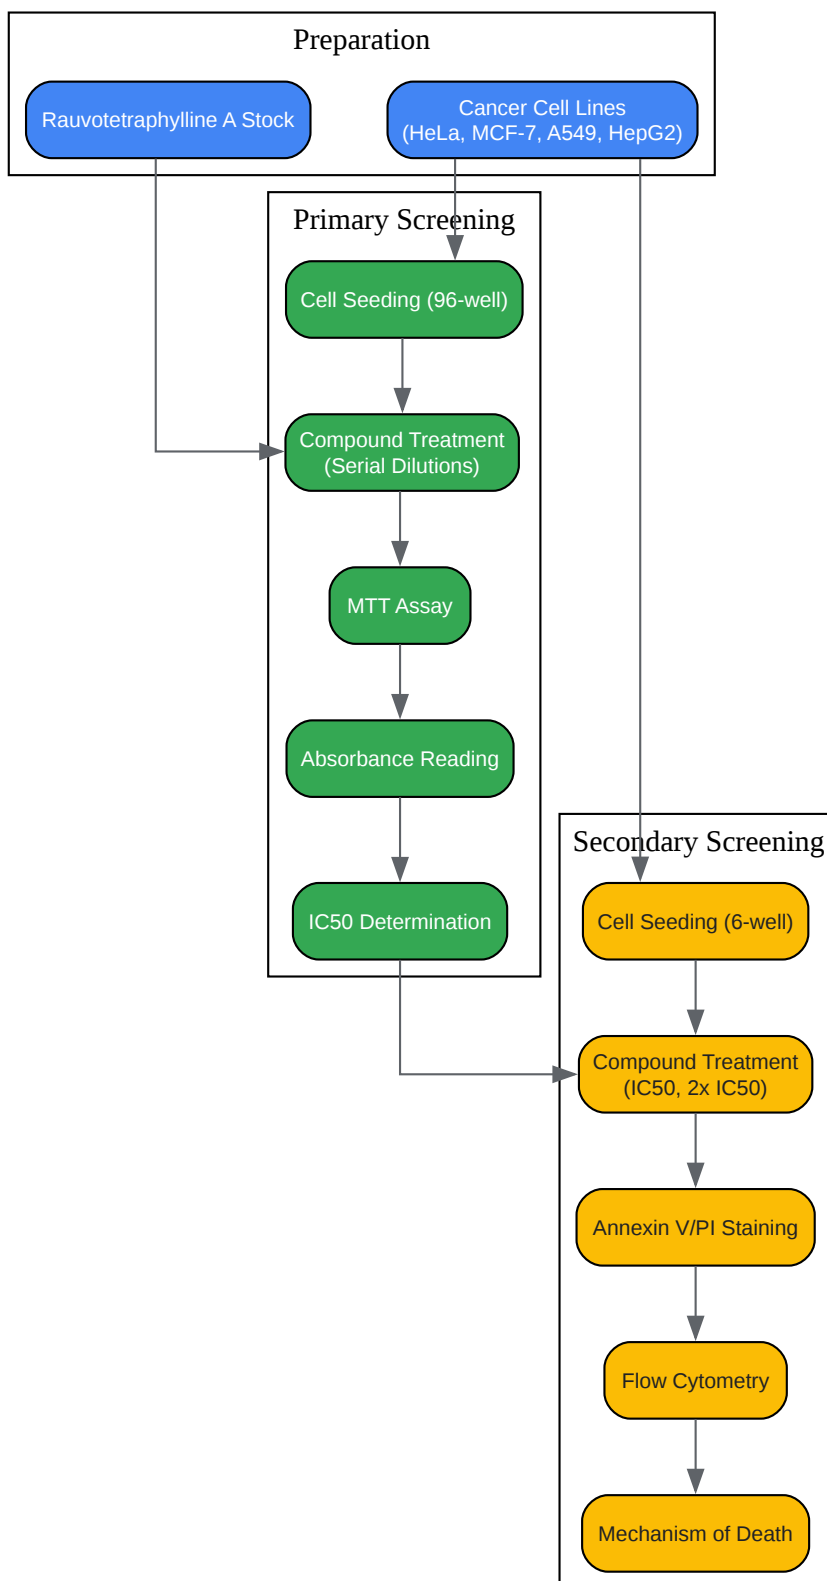 Preparation
Rauvotetraphylline A Stock
Cancer Cell Lines
(HeLa, MCF-7, A549, HepG2)
Primary Screening
Cell Seeding (96-well)
Compound Treatment
(Serial Dilutions)
MTT Assay
Absorbance Reading
IC50 Determination
Secondary Screening
Cell Seeding (6-well)
Compound Treatment
(IC50, 2x IC50)
Annexin V/PI Staining
Flow Cytometry
Mechanism of Death